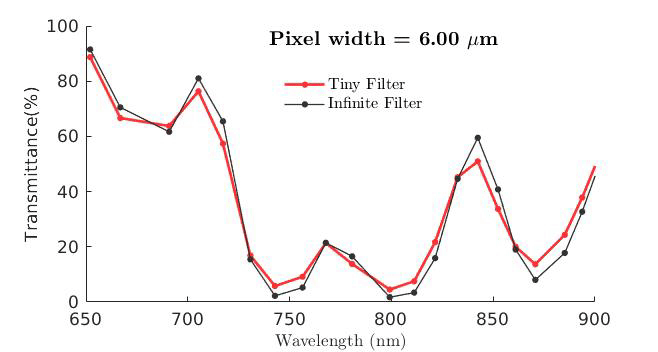 Pixel width = 6.00 μm
Tiny Filter
Infinite Filter
Transmittance(%)
100
80
60
40
20
0
650 700 750 800 850 900
Wavelength (nm)